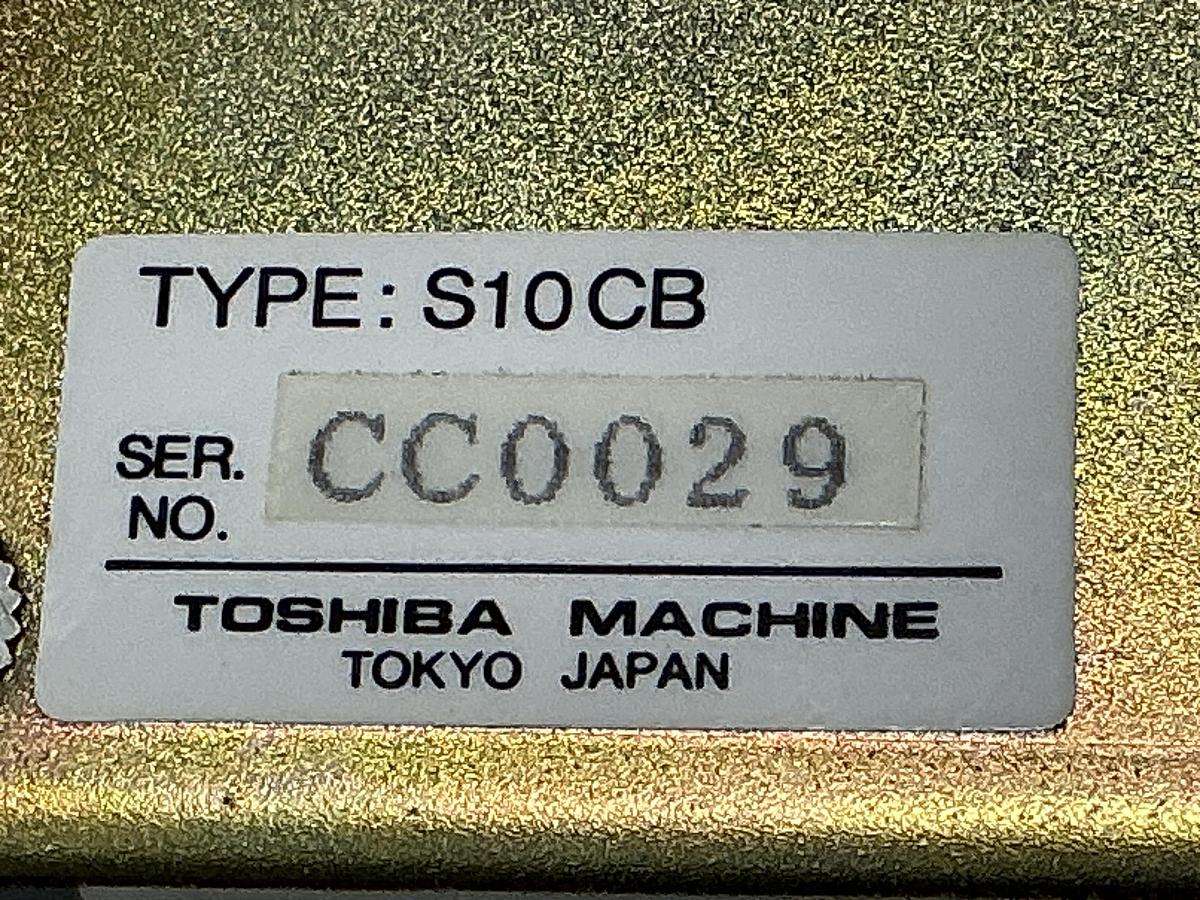 TYPE: S10CB
SER. NO. CC0029
TOSHIBA MACHINE
TOKYO JAPAN